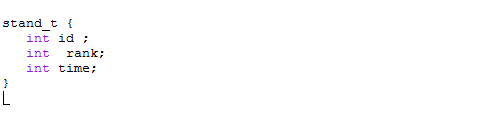 stand_t {
   int id ;
   int  rank;
   int time;
}